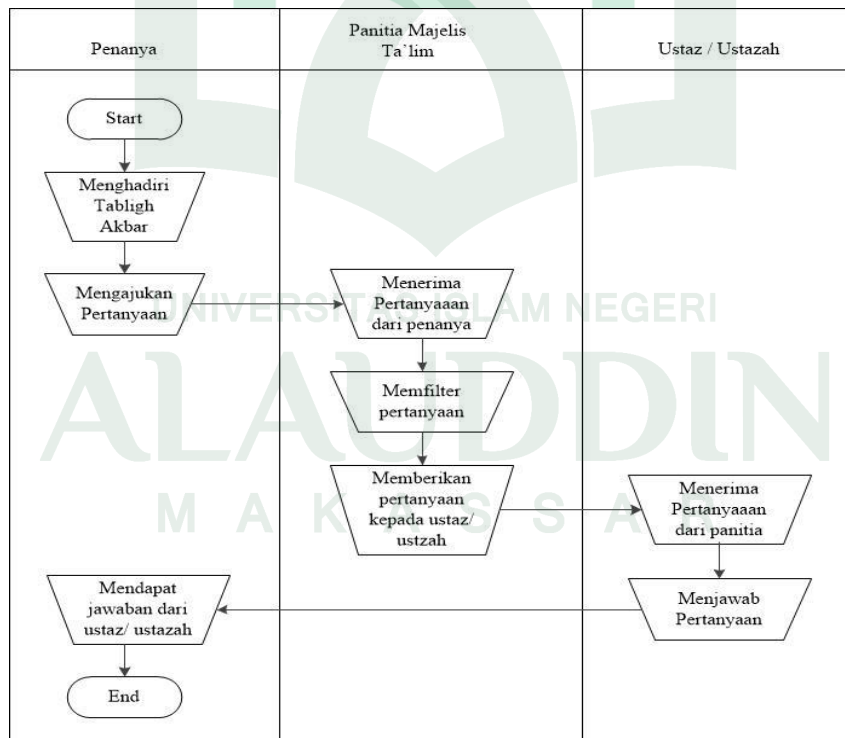 Penanya
Panitia Majelis
Ta`lim
Ustaz / Ustazah
Start
Menghadiri
Tabligh
Akbar
Mengajukan
Pertanyaan
Menerima
Pertanyaaan
dari penanya
Memfilter
pertanyaan
Memberikan
pertanyaan
kepada ustaz/
ustzah
Menerima
Pertanyaaan
dari panitia
Menjawab
Pertanyaan
Mendapat
jawaban dari
ustaz/ ustazah
End
UNIVERSITAS ISLAM NEGERI
ALAUDDIN
MAKASSAR